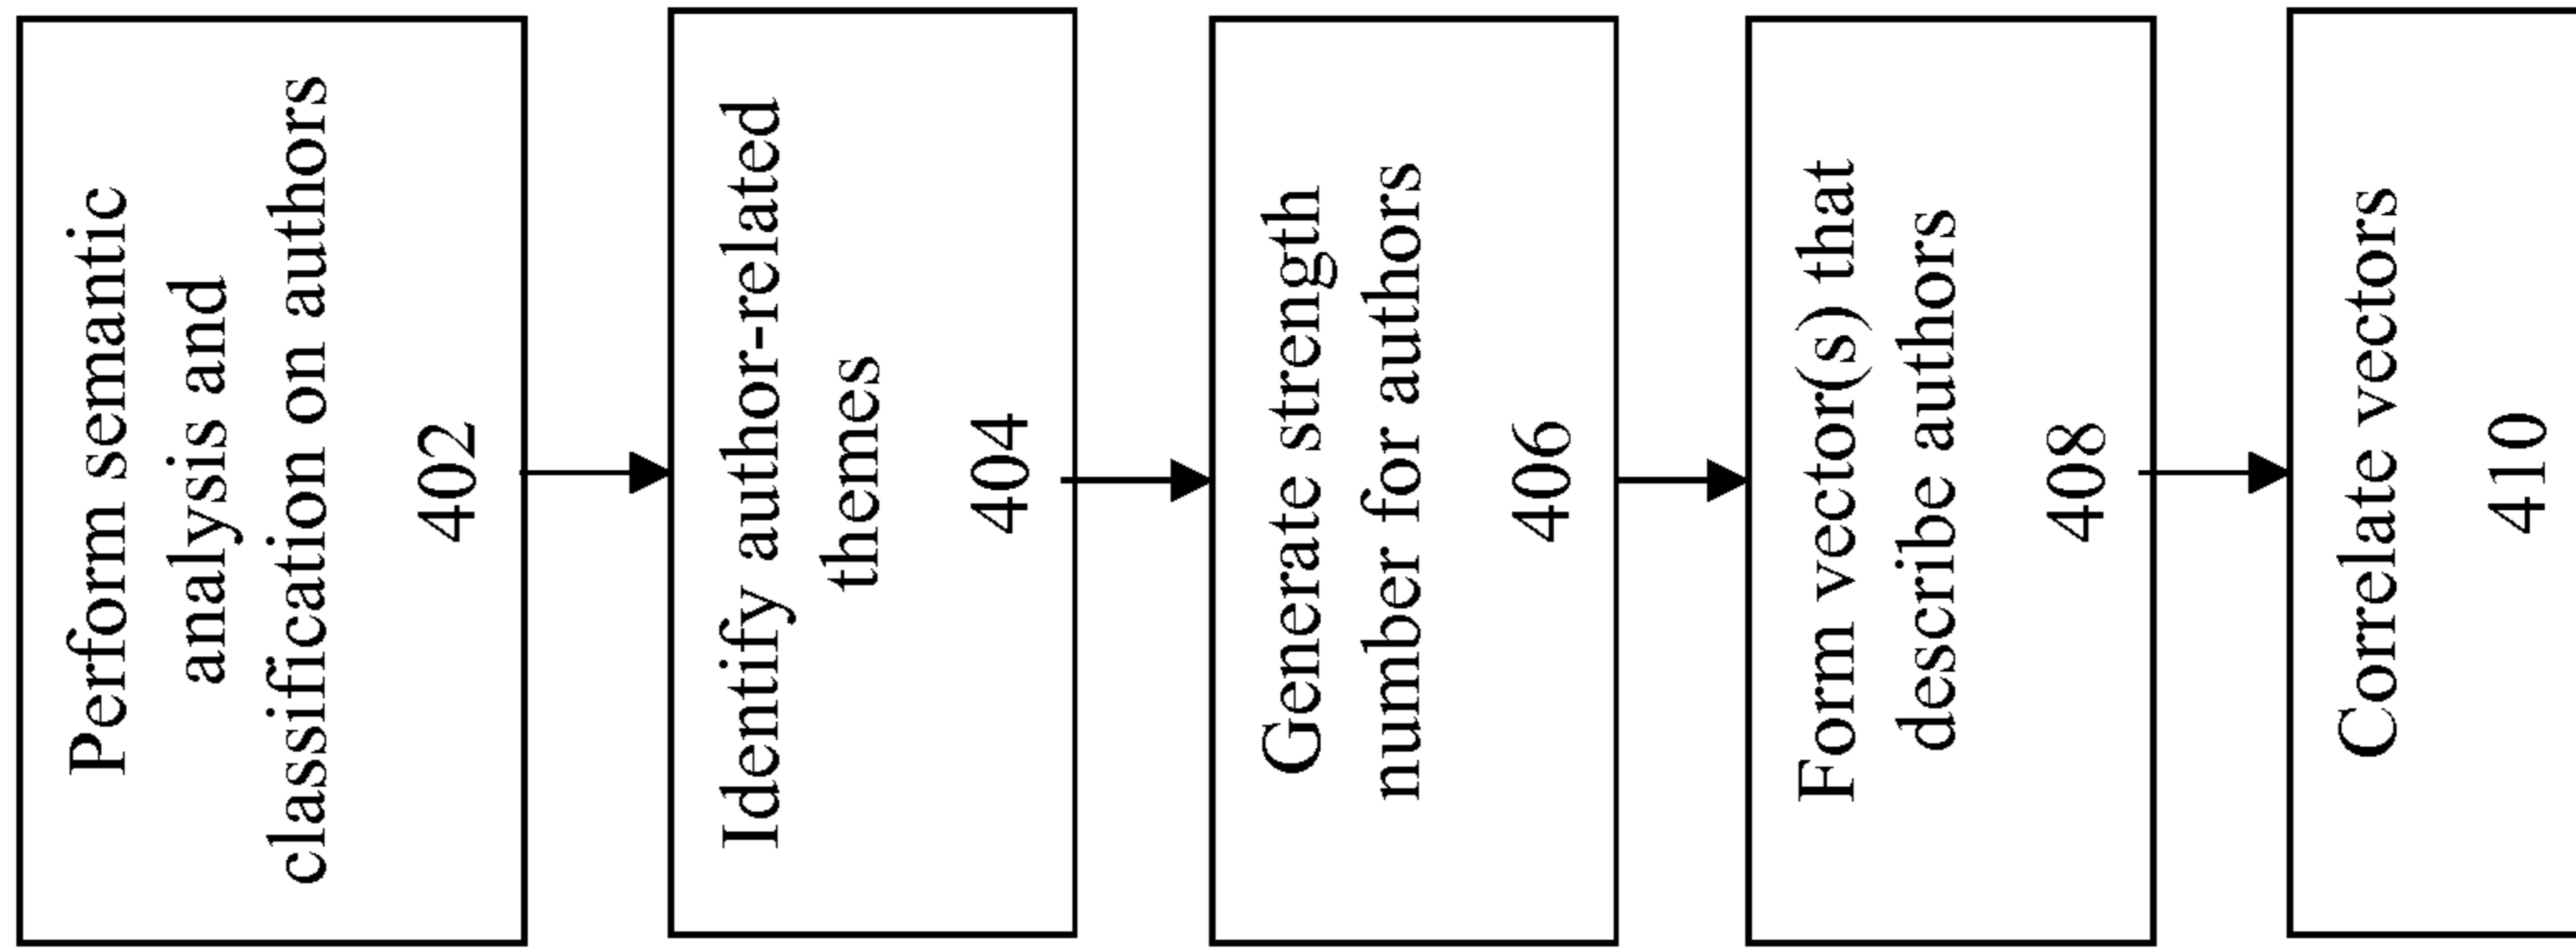 Perform semantic
analysis and
classification on authors
402
Identify author-related
themes
404
Generate strength
number for authors
406
Form vector(s) that
describe authors
408
Correlate vectors
410